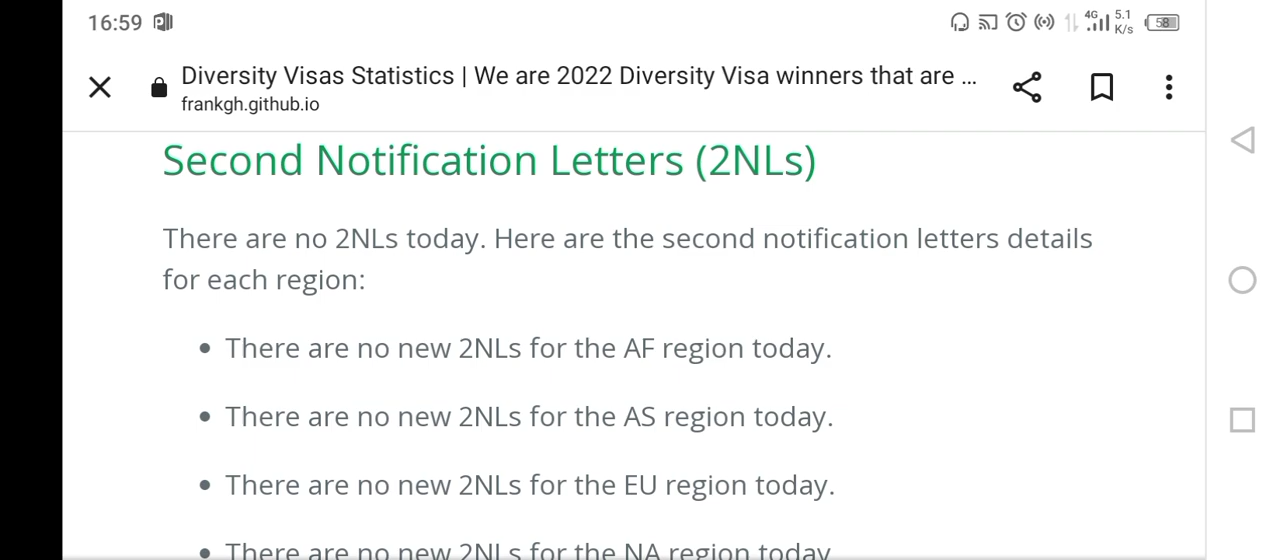 16:59
4G 5.1 K/s 58
Diversity Visas Statistics | We are 2022 Diversity Visa winners that are ...
frankgh.github.io
Second Notification Letters (2NLs)
There are no 2NLs today. Here are the second notification letters details
for each region:
• There are no new 2NLs for the AF region today.
• There are no new 2NLs for the AS region today.
• There are no new 2NLs for the EU region today.
• There are no new 2NLs for the NA region today.